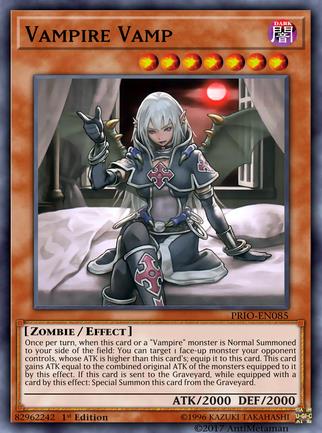 Vampire Vamp
DARK
闇
PRIO-EN085
[Zombie / Effect]
Once per turn, when this card or a "Vampire" monster is Normal Summoned
to your side of the field: You can target 1 face-up monster your opponent
controls, whose ATK is higher than this card's; equip it to this card. This card
gains ATK equal to the combined original ATK of the monsters equipped to it
by this effect. If this card is sent to the Graveyard, while equipped with a
card by this effect: Special Summon this card from the Graveyard.
ATK/2000 DEF/2000
82962242 1st Edition ©1996 KAZUKI TAKAHASHI
©2017 AntiMetaman